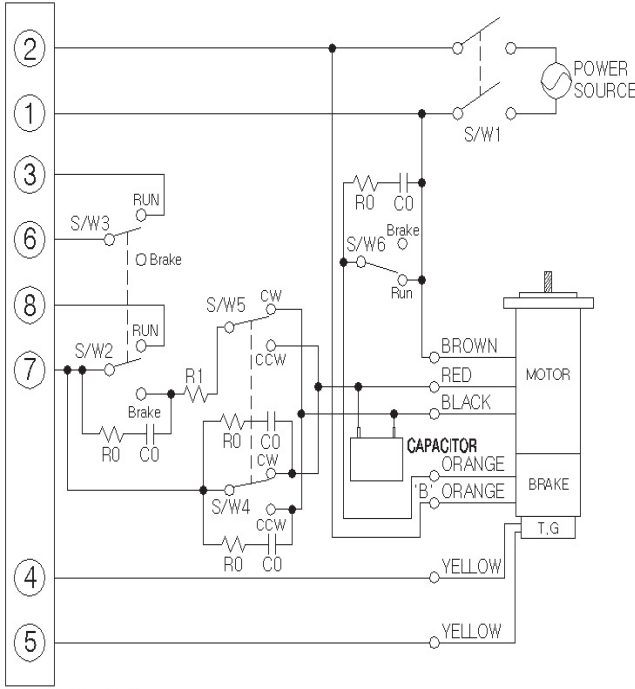 2
POWER
SOURCE
1
S/W1
3
RUN
R0 C0
S/W3
6
Brake
S/W6
Brake
Run
8
S/W5
CW
RUN
S/W2
7
CCW
BROWN
R1
RED
MOTOR
Brake
BLACK
R0 C0
R0 C0
CAPACITOR
CW
ORANGE
BRAKE
'B' ORANGE
S/W4
CCW
T.G
R0 C0
4
YELLOW
5
YELLOW